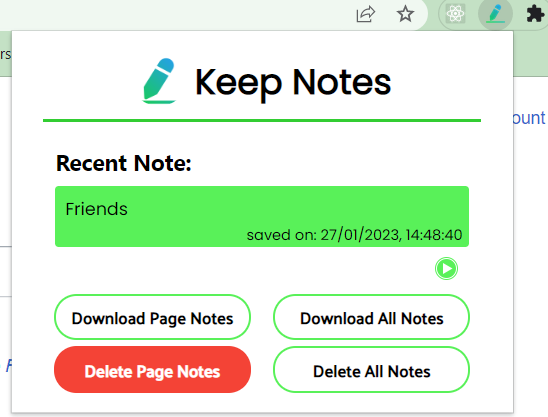 rs
Keep Notes
ount
Recent Note:
Friends
saved on: 27/01/2023, 14:48:40
Download Page Notes
Download All Notes
F
Delete Page Notes
Delete All Notes